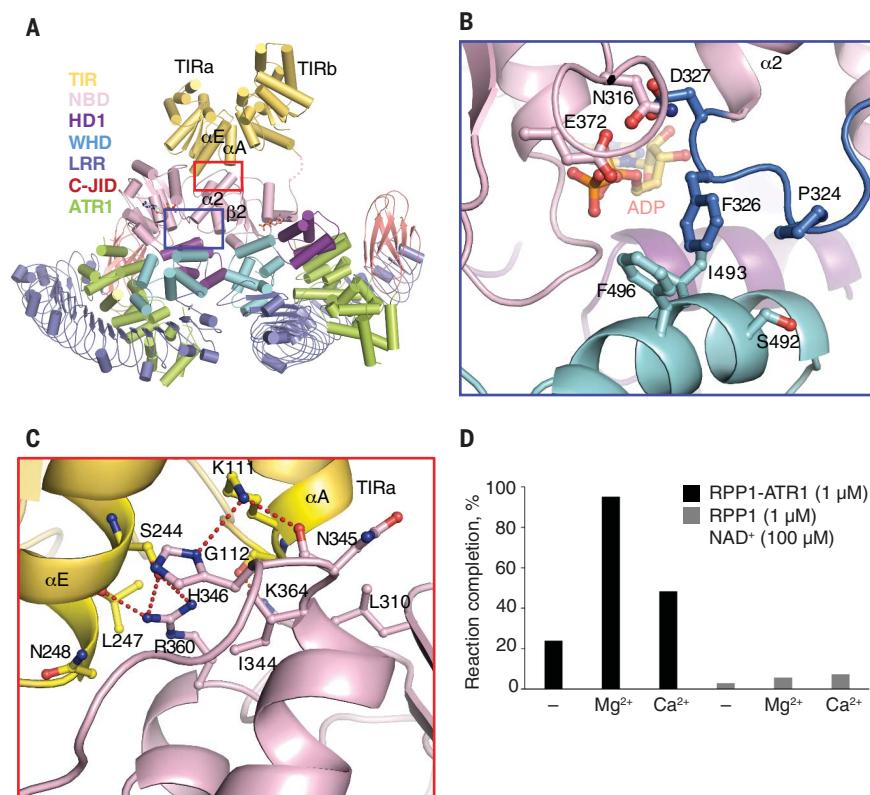 A
TIR
NBD
HD1
WHD
LRR
C-JID
ATR1
TIRa
TIRb
αE
αA
α2
β2
B
α2
D327
N316
E372
ADP
F326
P324
I493
F496
S492
C
K111
αA
TIRa
S244
G112
N345
αE
H346
K364
L310
L247
N248
R360
I344
D
Reaction completion, %
100
80
60
40
20
0
– Mg²⁺ Ca²⁺ – Mg²⁺ Ca²⁺
RPP1-ATR1 (1 μM)
RPP1 (1 μM)
NAD⁺ (100 μM)